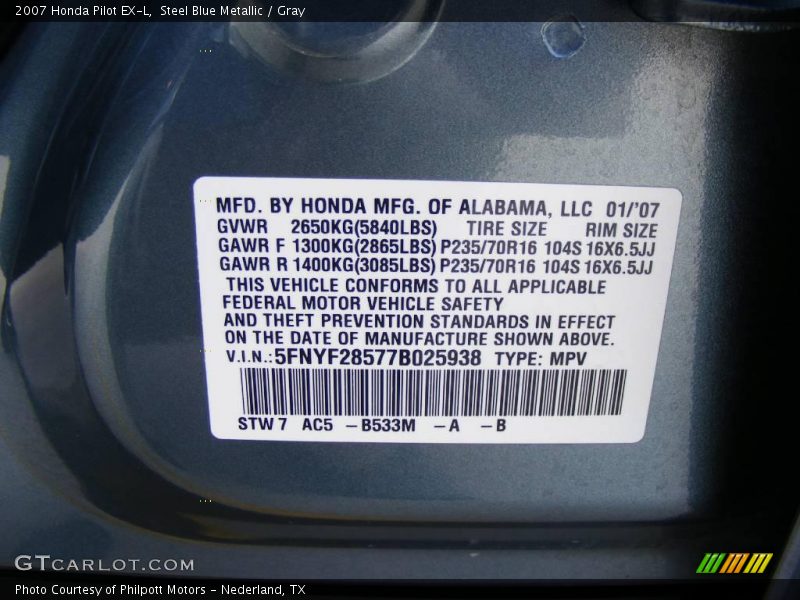 2007 Honda Pilot EX-L, Steel Blue Metallic / Gray
MFD. BY HONDA MFG. OF ALABAMA, LLC 01/'07
GVWR 2650KG(5840LBS) TIRE SIZE RIM SIZE
GAWR F 1300KG(2865LBS) P235/70R16 104S 16X6.5JJ
GAWR R 1400KG(3085LBS) P235/70R16 104S 16X6.5JJ
THIS VEHICLE CONFORMS TO ALL APPLICABLE
FEDERAL MOTOR VEHICLE SAFETY
AND THEFT PREVENTION STANDARDS IN EFFECT
ON THE DATE OF MANUFACTURE SHOWN ABOVE.
V.I.N.:5FNYF28577B025938 TYPE: MPV
STW7 AC5 -B533M -A -B
GTCARLOT.COM
Photo Courtesy of Philpott Motors - Nederland, TX